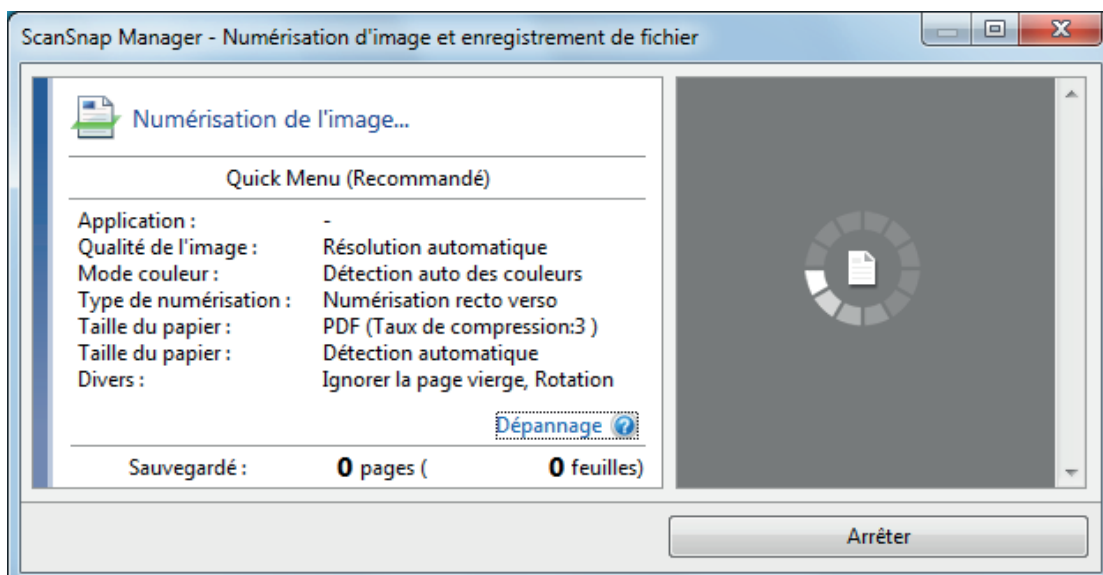 ScanSnap Manager - Numérisation d'image et enregistrement de fichier
Numérisation de l'image...
Quick Menu (Recommandé)
Application : -
Qualité de l'image : Résolution automatique
Mode couleur : Détection auto des couleurs
Type de numérisation : Numérisation recto verso
Taille du papier : PDF (Taux de compression:3 )
Taille du papier : Détection automatique
Divers : Ignorer la page vierge, Rotation
Dépannage ?
Sauvegardé : 0 pages ( 0 feuilles)
Arrêter